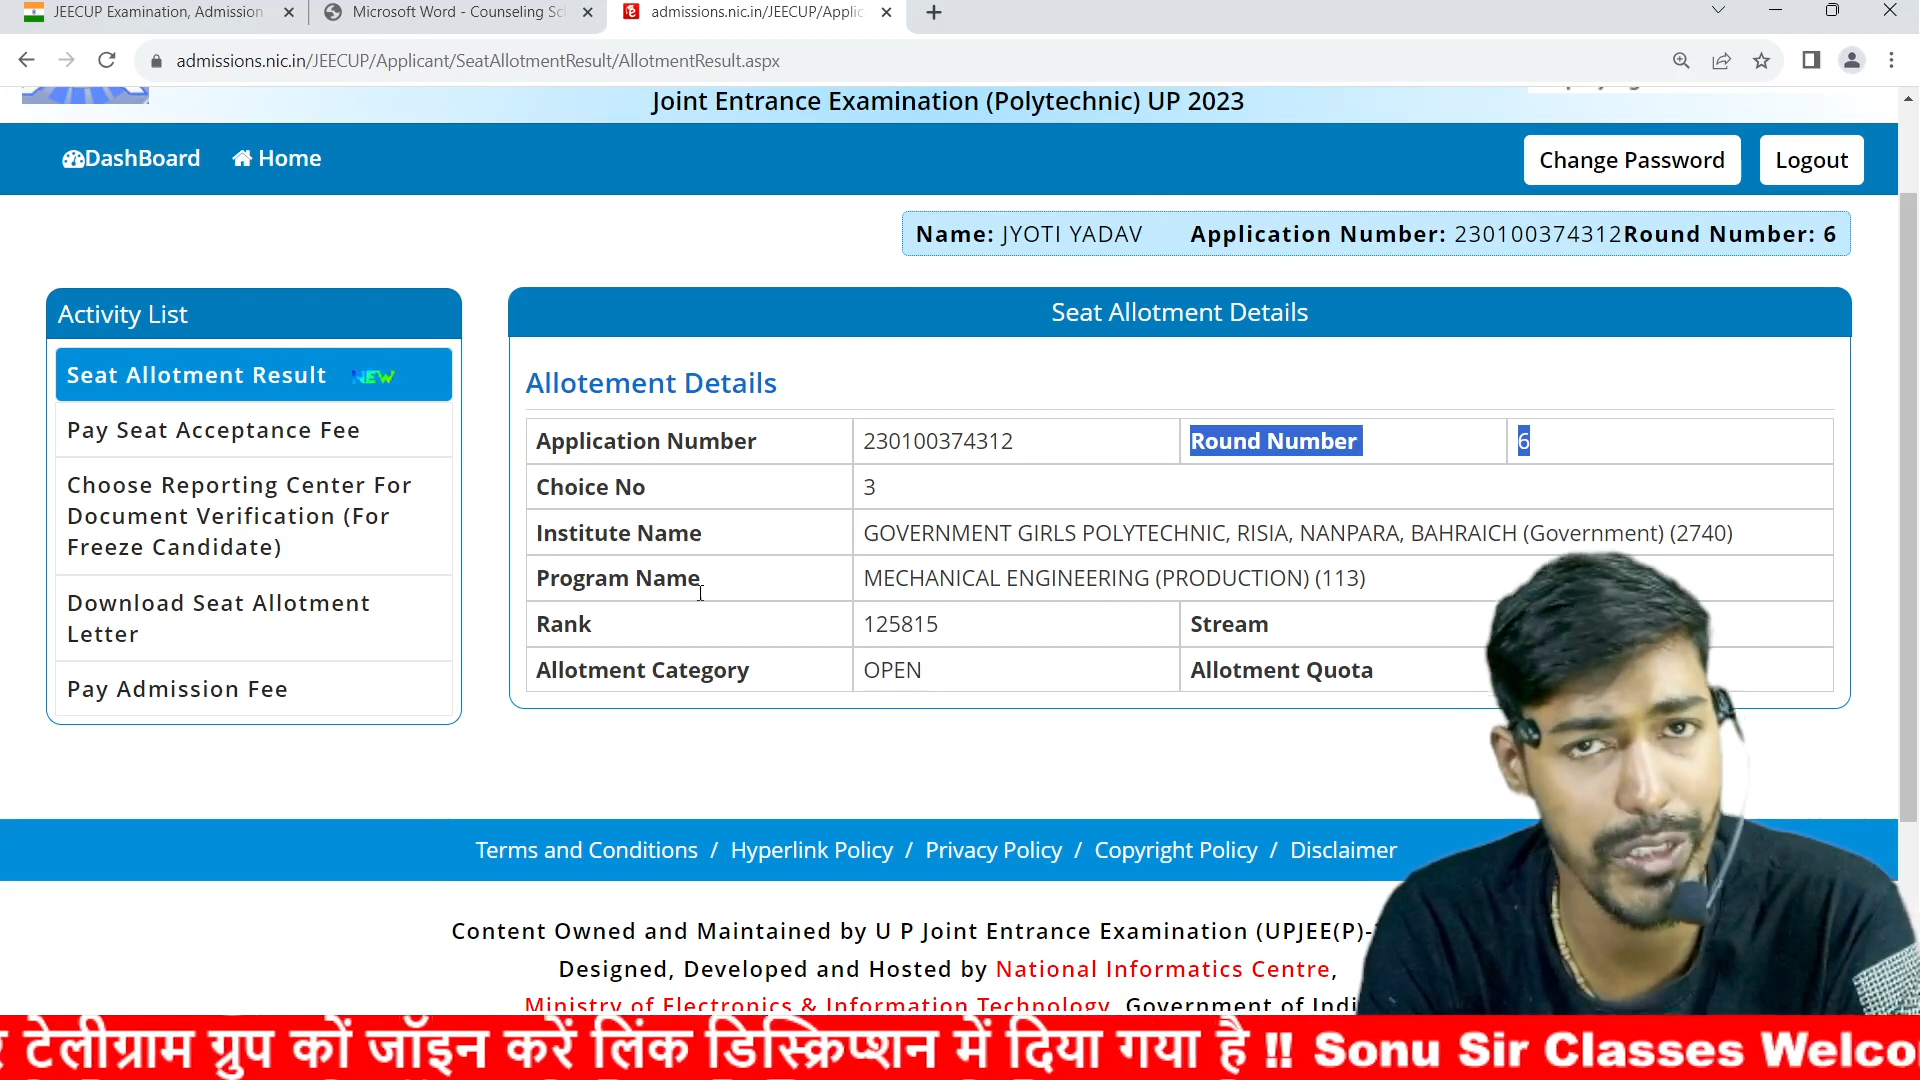 JEECUP Examination, Admission
Microsoft Word - Counseling Sc
admissions.nic.in/JEECUP/Applic
admissions.nic.in/JEECUP/Applicant/SeatAllotmentResult/AllotmentResult.aspx
Joint Entrance Examination (Polytechnic) UP 2023
DashBoard Home Change Password Logout
Name: JYOTI YADAV Application Number: 230100374312Round Number: 6
Activity List
Seat Allotment Result NEW
Pay Seat Acceptance Fee
Choose Reporting Center For
Document Verification (For
Freeze Candidate)
Download Seat Allotment
Letter
Pay Admission Fee
Seat Allotment Details
Allotement Details
Application Number 230100374312 Round Number 6
Choice No 3
Institute Name GOVERNMENT GIRLS POLYTECHNIC, RISIA, NANPARA, BAHRAICH (Government) (2740)
Program Name MECHANICAL ENGINEERING (PRODUCTION) (113)
Rank 125815 Stream
Allotment Category OPEN Allotment Quota
Terms and Conditions / Hyperlink Policy / Privacy Policy / Copyright Policy / Disclaimer
Content Owned and Maintained by U P Joint Entrance Examination (UPJEE(P)-
Designed, Developed and Hosted by National Informatics Centre,
Ministry of Electronics & Information Technology, Government of Indi
टेलीग्राम ग्रुप कों जॉइन करें लिंक डिस्क्रिप्शन में दिया गया है !! Sonu Sir Classes Welco